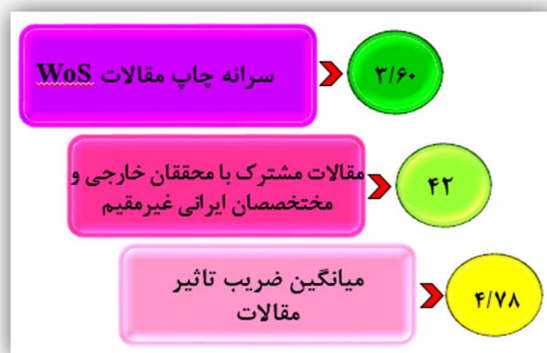 سرانه چاپ مقالات WoS
۳/۶۰
مقالات مشترک با محققان خارجی و
مختخصصان ایرانی غیرمقیم
۴۲
میانگین ضریب تاثیر
مقالات
۴/۷۸